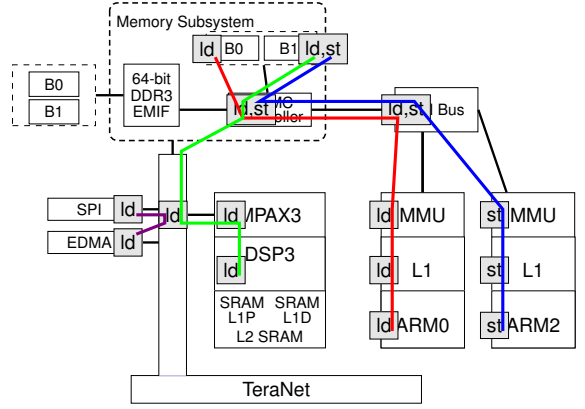 Memory Subsystem
ld B0 B1 ld,st
B0
B1
64-bit
DDR3
EMIF
ld,st
ld,st Bus
SPI ld
ld
EDMA ld
ld MPAX3
ld DSP3
SRAM SRAM
L1P L1D
L2 SRAM
ld MMU
ld L1
ld ARM0
st MMU
st L1
st ARM2
TeraNet